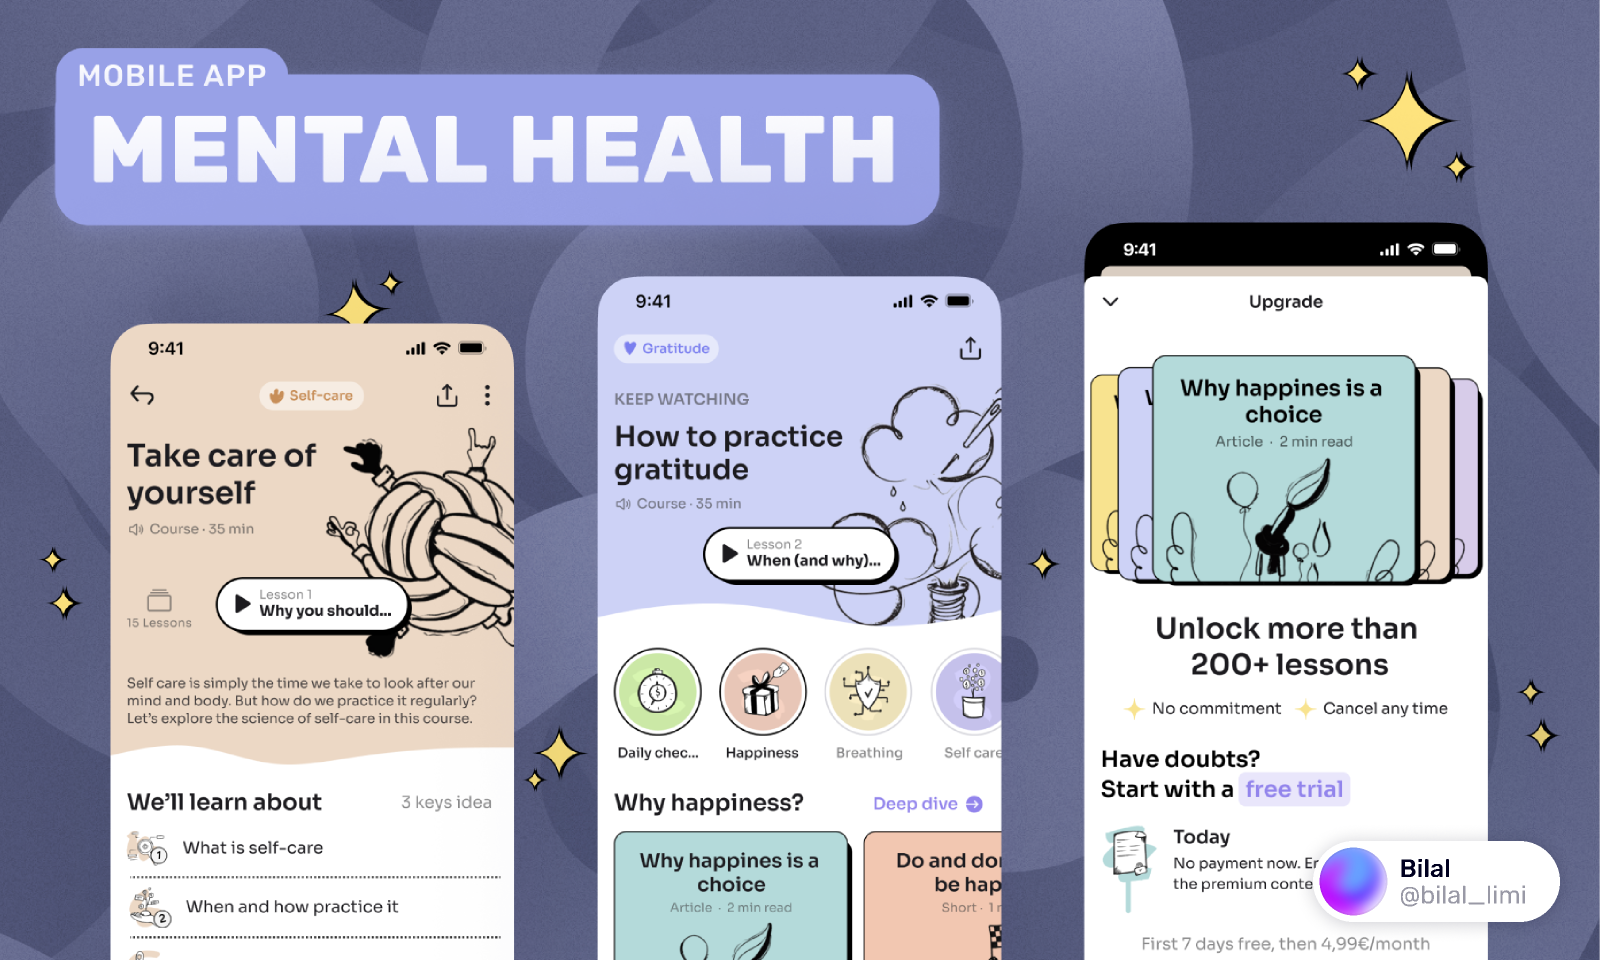 MOBILE APP
MENTAL HEALTH
9:41
Self-care
Take care of
yourself
Course · 35 min
15 Lessons
Lesson 1
Why you should...
Self care is simply the time we take to look after our
mind and body. But how do we practice it regularly?
Let's explore the science of self-care in this course.
We'll learn about
3 keys idea
1
What is self-care
2
When and how practice it
9:41
Gratitude
KEEP WATCHING
How to practice
gratitude
Course · 35 min
Lesson 2
When (and why)...
Daily chec...
Happiness
Breathing
Self care
Why happiness?
Deep dive
Why happines is a
choice
Article · 2 min read
Do and don
be hap
Short · 1
9:41
Upgrade
Why happines is a
choice
Article · 2 min read
Unlock more than
200+ lessons
No commitment
Cancel any time
Have doubts?
Start with a free trial
Today
No payment now. E
the premium conte
First 7 days free, then 4,99€/month
Bilal
@bilal_limi